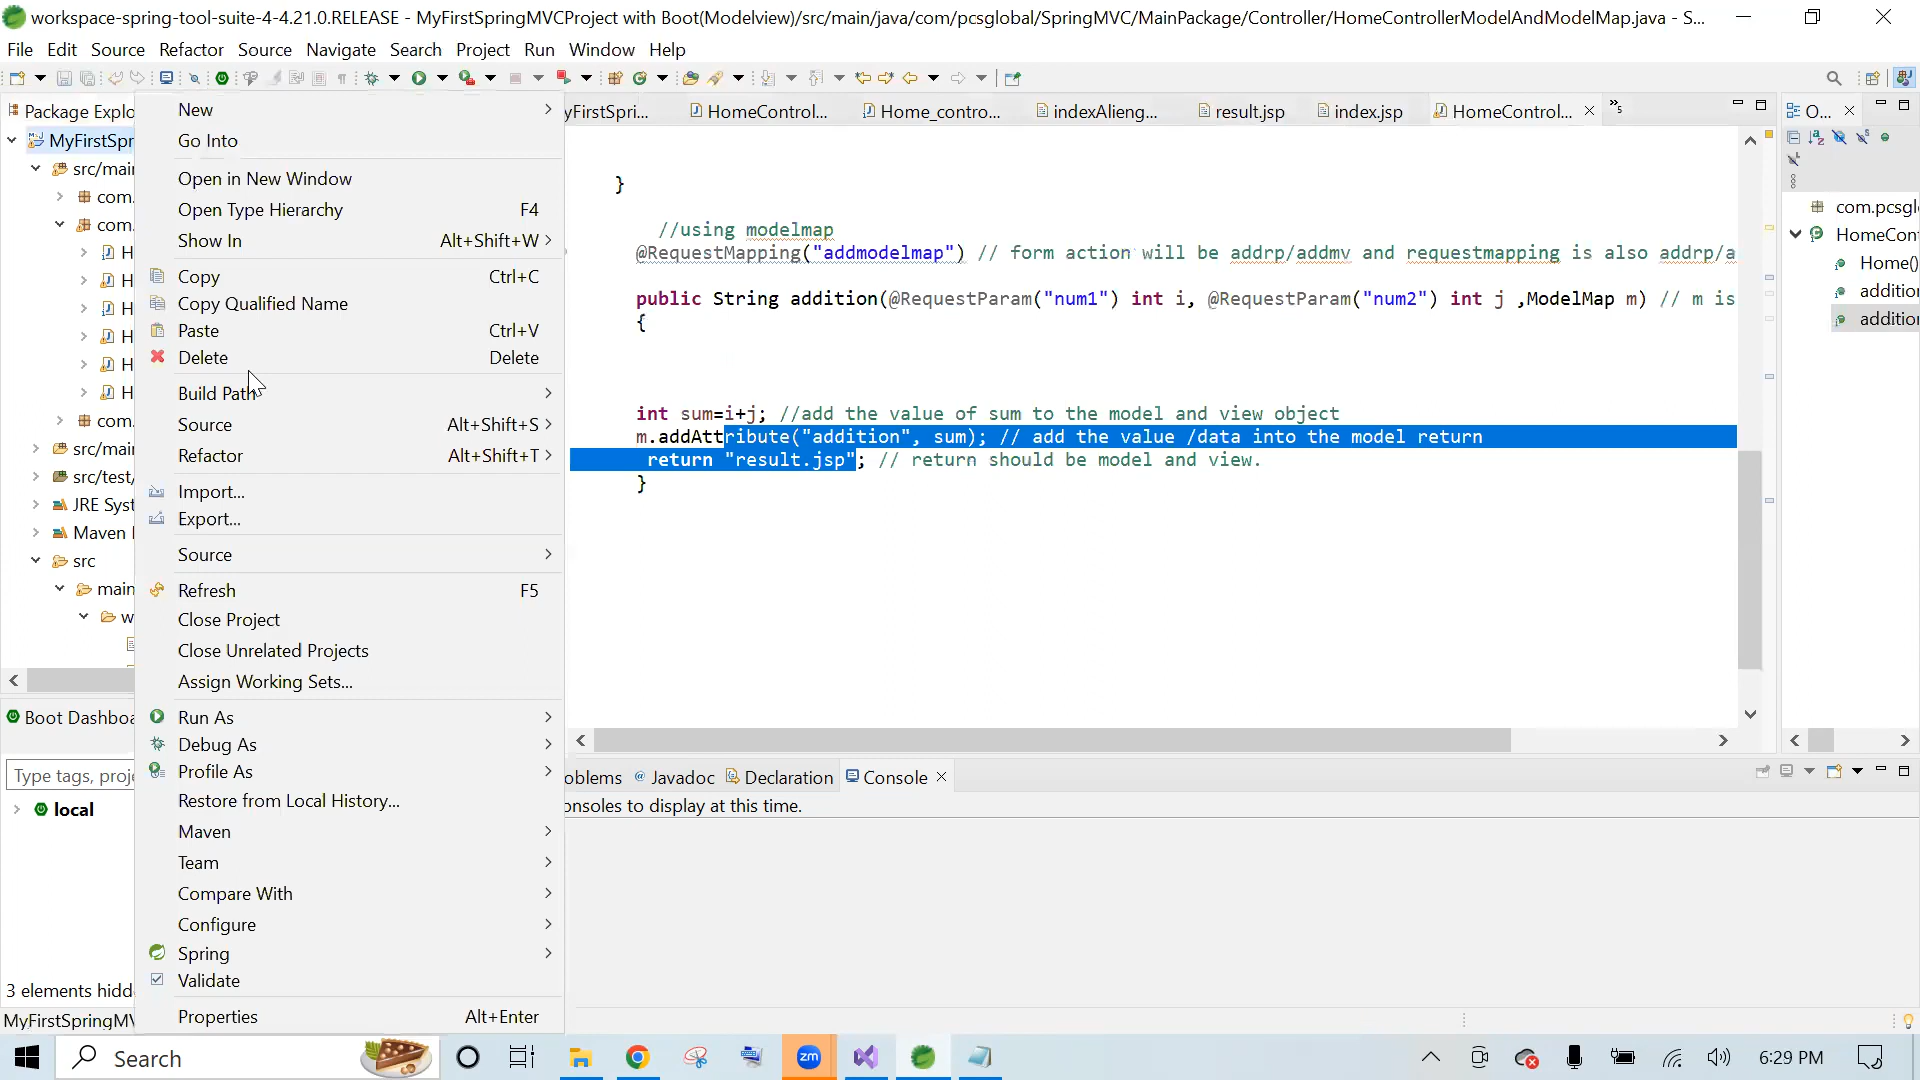 workspace-spring-tool-suite-4-4.21.0.RELEASE - MyFirstSpringMVCProject with Boot(Modelview)/src/main/java/com/pcsglobal/SpringMVC/MainPackage/Controller/HomeControllerModelAndModelMap.java - S...
File Edit Source Refactor Source Navigate Search Project Run Window Help
Package Explo
yFirstSpri... HomeControl... Home_contro... indexAlieng... result.jsp index.jsp HomeControl... 5
O...
MyFirstSpr
src/mai
com.
com.
H
H
H
H
H
H
com.
src/mai
src/test/
JRE Syst
Maven
src
main
w
New
Go Into
Open in New Window
Open Type Hierarchy F4
Show In Alt+Shift+W
Copy Ctrl+C
Copy Qualified Name
Paste Ctrl+V
Delete Delete
Build Path
Source Alt+Shift+S
Refactor Alt+Shift+T
Import...
Export...
Source
Refresh F5
Close Project
Close Unrelated Projects
Assign Working Sets...
Run As
Debug As
Profile As
Restore from Local History...
Maven
Team
Compare With
Configure
Spring
Validate
Properties Alt+Enter
}
//using modelmap
@RequestMapping("addmodelmap") // form action will be addrp/addmv and requestmapping is also addrp/a
public String addition(@RequestParam("num1") int i, @RequestParam("num2") int j ,ModelMap m) // m is
{
int sum=i+j; //add the value of sum to the model and view object
m.addAttribute("addition", sum); // add the value /data into the model return
return "result.jsp"; // return should be model and view.
}
com.pcsgl
HomeCon
Home()
addition
addition
Boot Dashboa
Type tags, proje
local
3 elements hidd
MyFirstSpringMV
oblems Javadoc Declaration Console
onsoles to display at this time.
Search
zm
6:29 PM